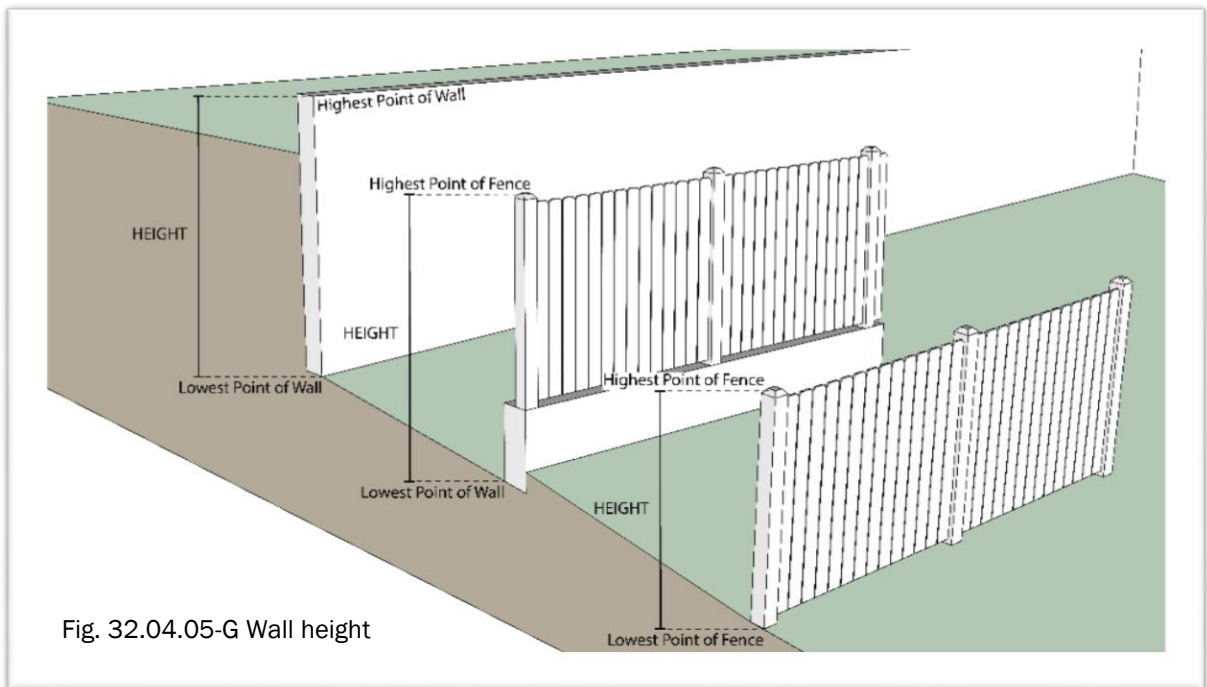 Highest Point of Wall
Highest Point of Fence
HEIGHT
HEIGHT
Highest Point of Fence
Lowest Point of Wall
Lowest Point of Wall
HEIGHT
Fig. 32.04.05-G Wall height
Lowest Point of Fence